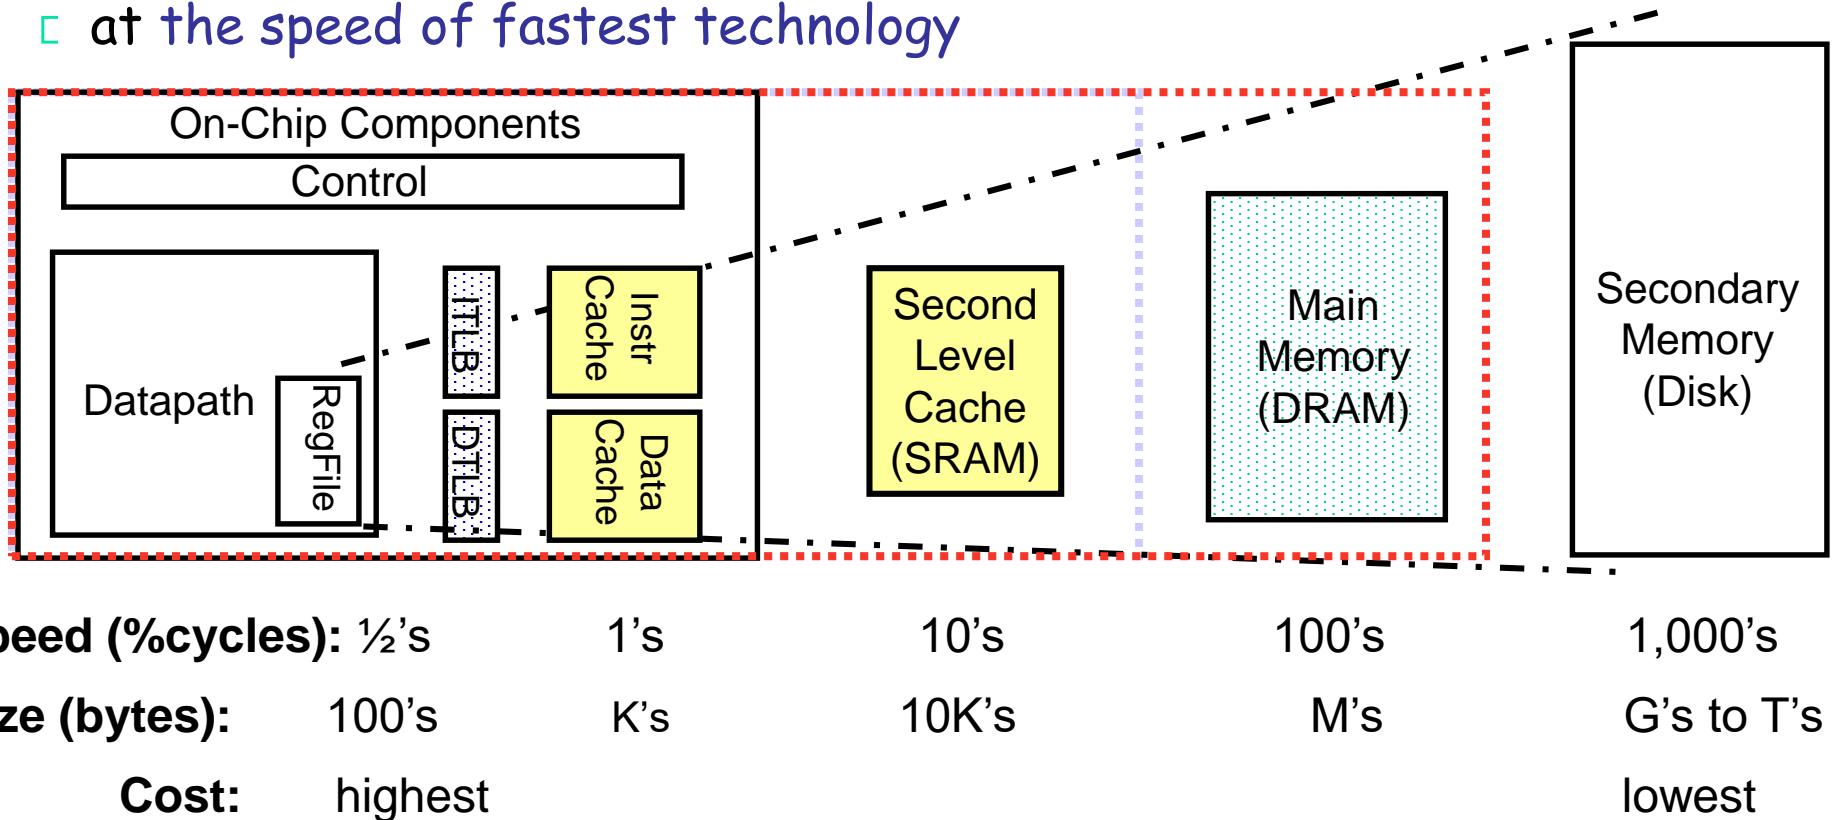 at the speed of fastest technology
On-Chip Components
Control
Datapath
RegFile
ITLB
DTLB
Instr
Cache
Data
Cache
Second
Level
Cache
(SRAM)
Main
Memory
(DRAM)
Secondary
Memory
(Disk)
peed (%cycles): ½’s 1’s 10’s 100’s 1,000’s
ze (bytes): 100’s K’s 10K’s M’s G’s to T’s
Cost: highest lowest